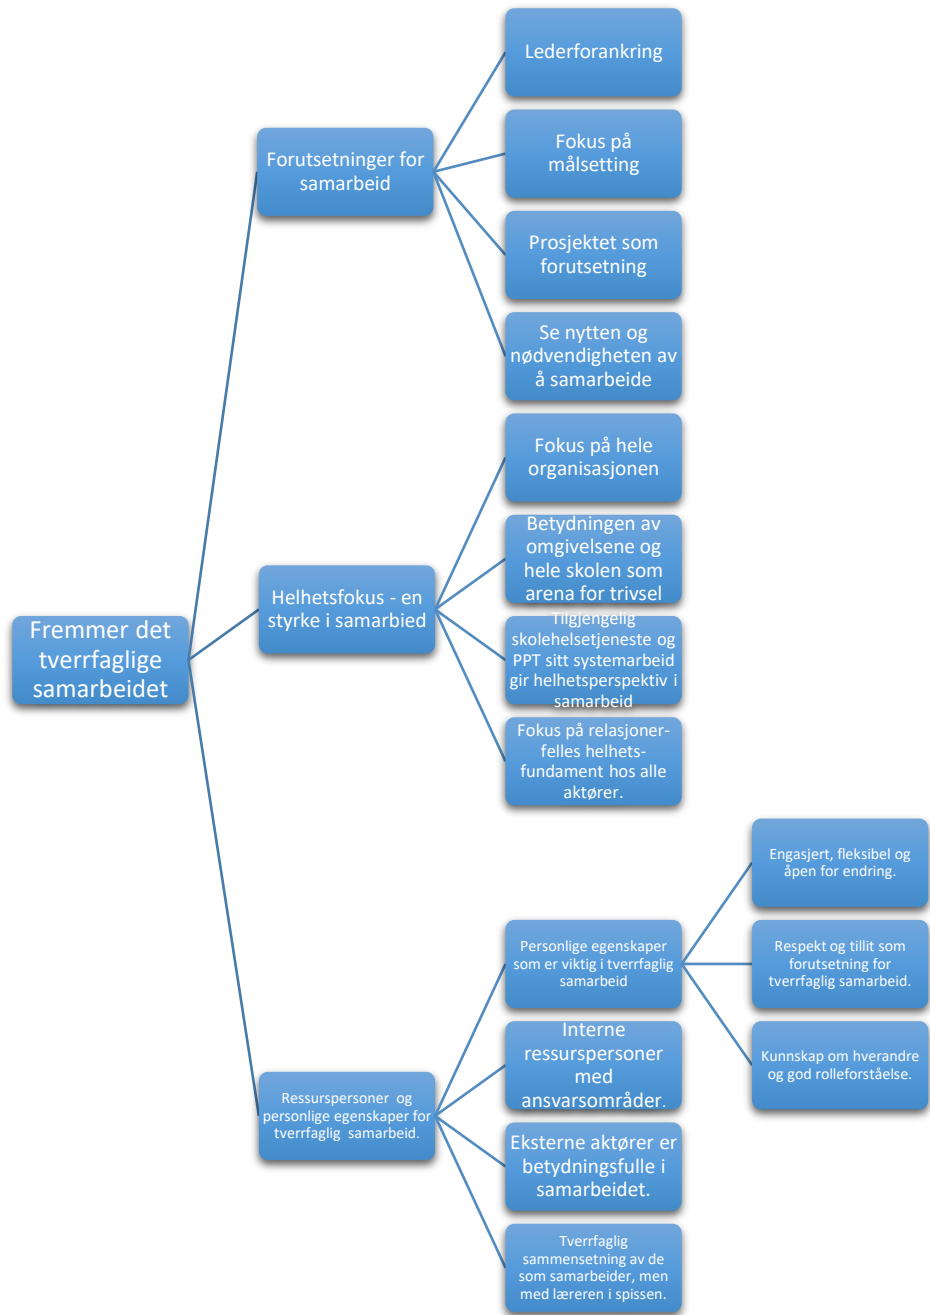 Fremmer det
tverrfaglige
samarbeidet
Forutsetninger for
samarbeid
Lederforankring
Fokus på
målsetting
Prosjektet som
forutsetning
Se nytten og
nødvendigheten av
å samarbeide
Helhetsfokus - en
styrke i samarbied
Fokus på hele
organisasjonen
Betydningen av
omgivelsene og
hele skolen som
arena for trivsel
Tilgjengelig
skolehelsetjeneste og
PPT sitt systemarbeid
gir helhetsperspektiv i
samarbeid
Fokus på relasjoner-
felles helhets-
fundament hos alle
aktører.
Ressurspersoner og
personlige egenskaper for
tverrfaglig samarbeid.
Personlige egenskaper
som er viktig i tverrfaglig
samarbeid
Engasjert, fleksibel og
åpen for endring.
Respekt og tillit som
forutsetning for
tverrfaglig samarbeid.
Kunnskap om hverandre
og god rolleforståelse.
Interne
ressurspersoner
med
ansvarsområder.
Eksterne aktører er
betydningsfulle i
samarbeidet.
Tverrfaglig
sammensetning av de
som samarbeider, men
med læreren i spissen.